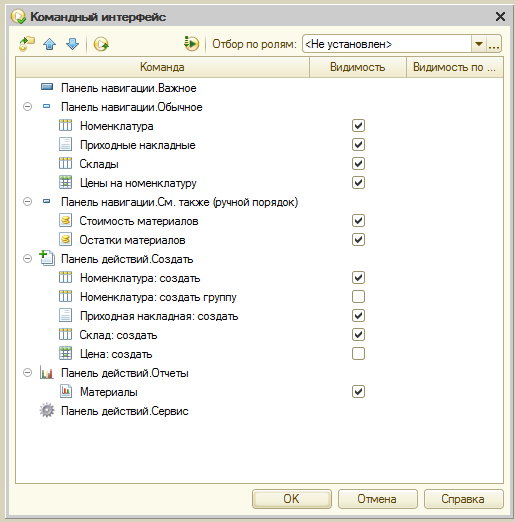 Командный интерфейс
Отбор по ролям: <Не установлен>
Команда Видимость Видимость по ...
Панель навигации.Важное
Панель навигации.Обычное
Номенклатура
Приходные накладные
Склады
Цены на номенклатуру
Панель навигации.См. также (ручной порядок)
Стоимость материалов
Остатки материалов
Панель действий.Создать
Номенклатура: создать
Номенклатура: создать группу
Приходная накладная: создать
Склад: создать
Цена: создать
Панель действий.Отчеты
Материалы
Панель действий.Сервис
OK Отмена Справка